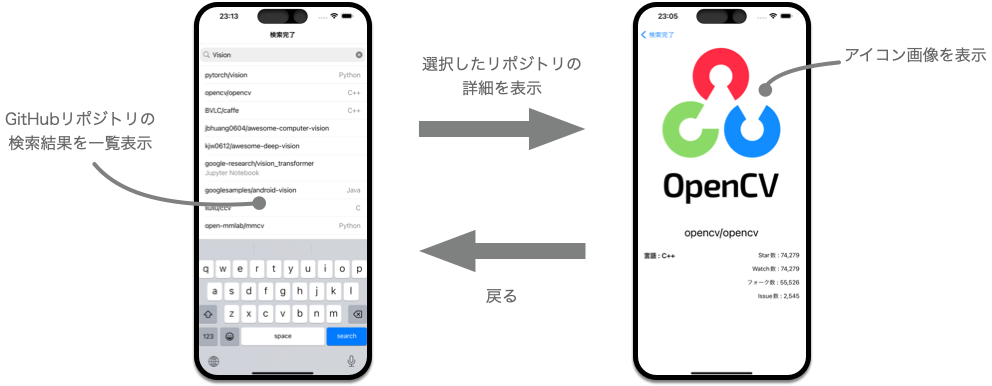 GitHubリポジトリの
検索結果を一覧表示
23:13
検索完了
Vision
pytorch/vision Python
opencv/opencv C++
BVLC/caffe C++
jbhuang0604/awesome-computer-vision
kjw0612/awesome-deep-vision
google-research/vision_transformer
Jupyter Notebook
googlesamples/android-vision Java
liuliu/ccv C
open-mmlab/mmcv Python
q w e r t y u i o p
a s d f g h j k l
z x c v b n m
123 space search
選択したリポジトリの
詳細を表示
戻る
23:05
検索完了
OpenCV
opencv/opencv
言語 : C++
Star数 : 74,279
Watch数 : 74,279
フォーク数 : 55,526
Issue数 : 2,545
アイコン画像を表示